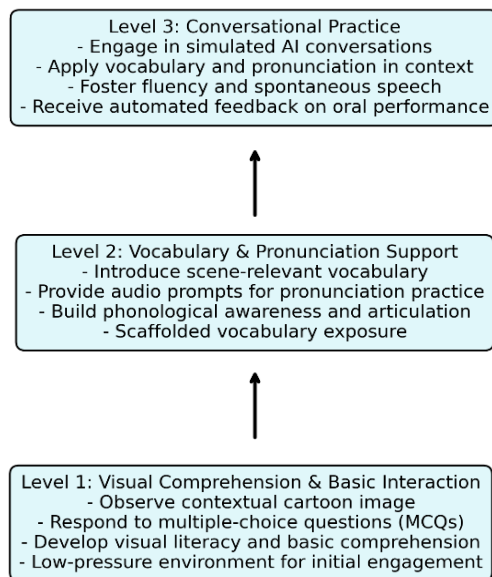 Level 3: Conversational Practice
- Engage in simulated AI conversations
- Apply vocabulary and pronunciation in context
- Foster fluency and spontaneous speech
- Receive automated feedback on oral performance
Level 2: Vocabulary & Pronunciation Support
- Introduce scene-relevant vocabulary
- Provide audio prompts for pronunciation practice
- Build phonological awareness and articulation
- Scaffolded vocabulary exposure
Level 1: Visual Comprehension & Basic Interaction
- Observe contextual cartoon image
- Respond to multiple-choice questions (MCQs)
- Develop visual literacy and basic comprehension
- Low-pressure environment for initial engagement